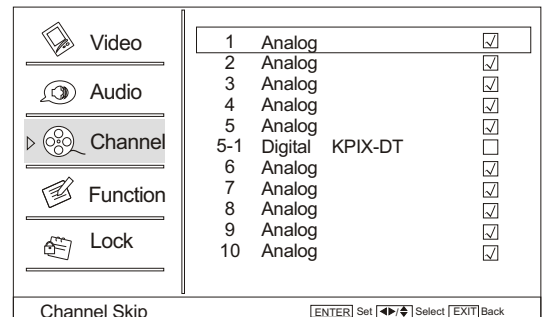 Video
Audio
Channel
Function
Lock
1 Analog
2 Analog
3 Analog
4 Analog
5 Analog
5-1 Digital KPIX-DT
6 Analog
7 Analog
8 Analog
9 Analog
10 Analog
Channel Skip
ENTER Set ◀▶/▲▼ Select EXIT Back